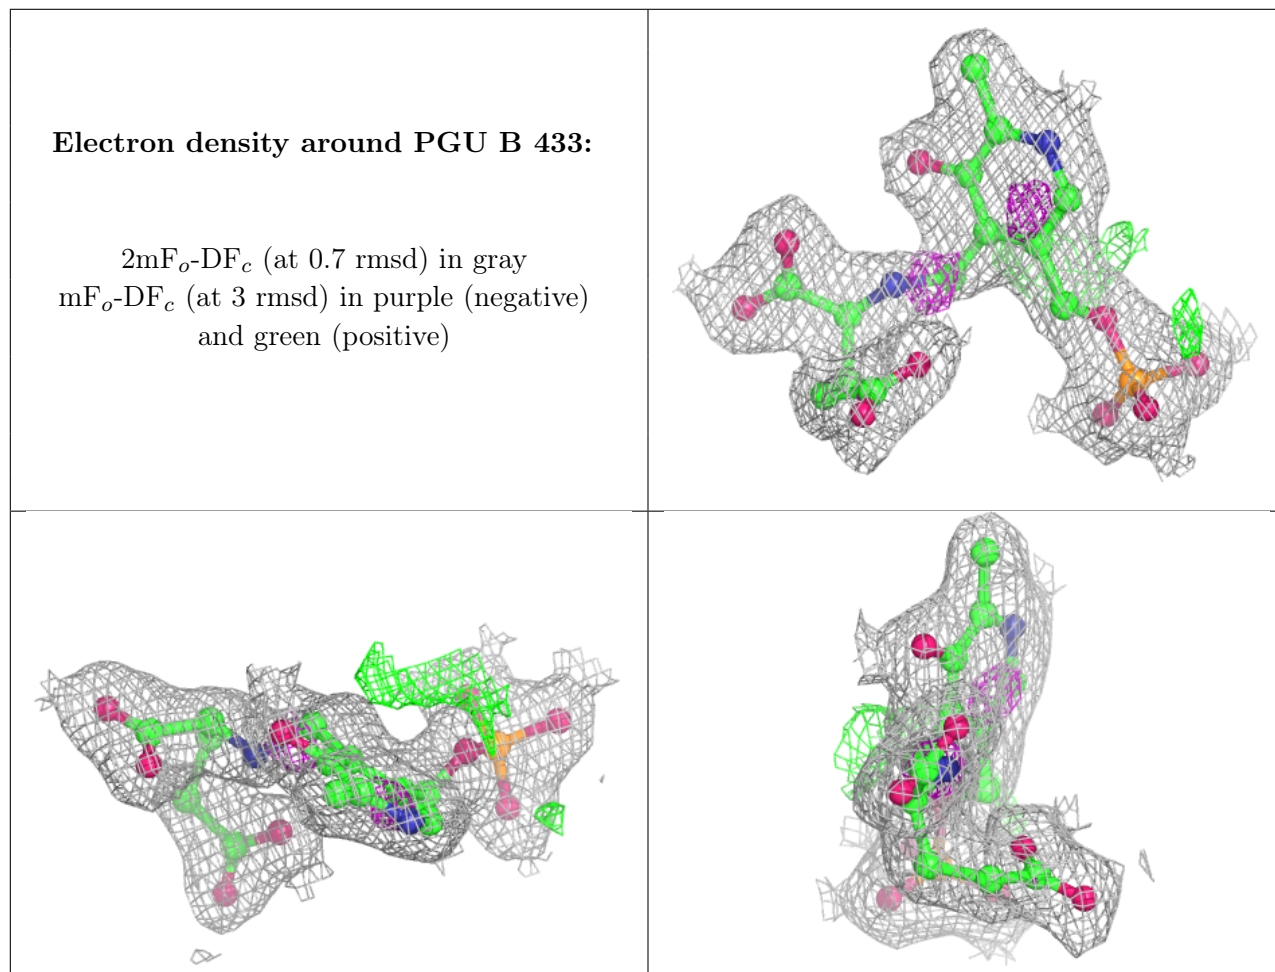 Electron density around PGU B 433:
2mFo-DFc (at 0.7 rmsd) in gray
mFo-DFc (at 3 rmsd) in purple (negative)
and green (positive)